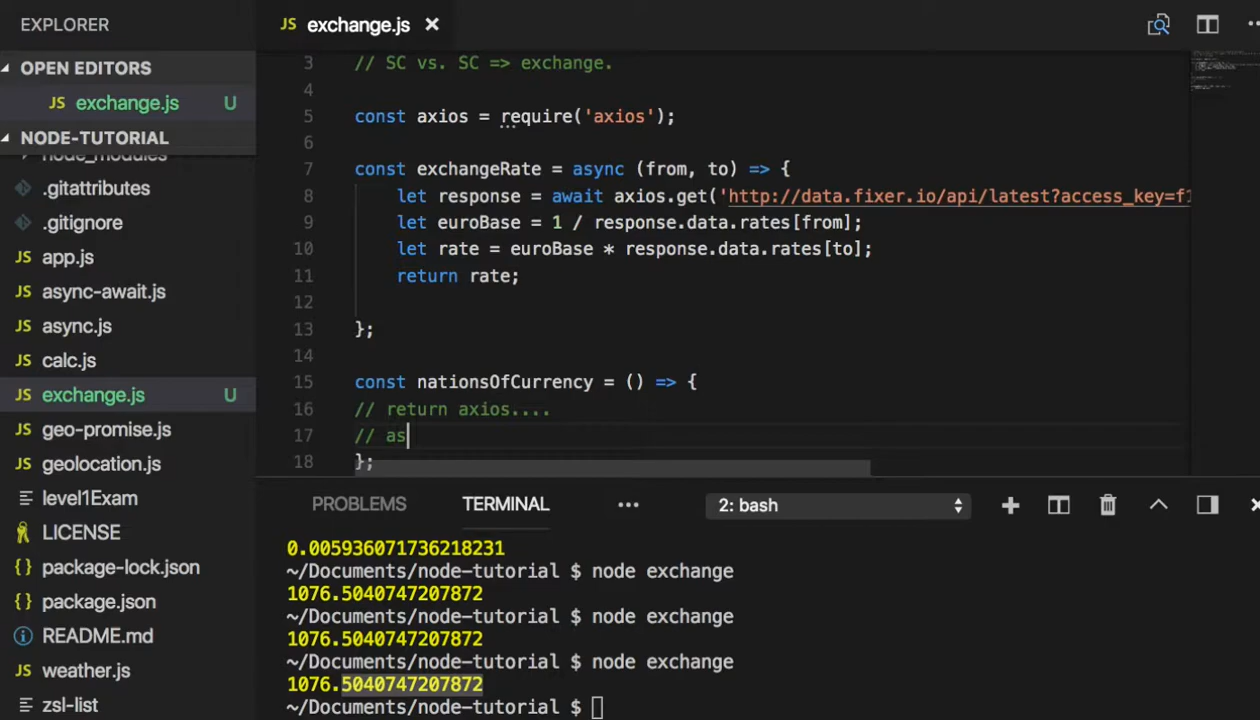 EXPLORER
OPEN EDITORS
JS exchange.js U
NODE-TUTORIAL
node_modules
.gitattributes
.gitignore
JS app.js
JS async-await.js
JS async.js
JS calc.js
JS exchange.js U
JS geo-promise.js
JS geolocation.js
JS level1Exam
LICENSE
{} package-lock.json
{} package.json
README.md
JS weather.js
JS zsl-list
JS exchange.js ×
3 // SC vs. SC => exchange.
4
5 const axios = require('axios');
6
7 const exchangeRate = async (from, to) => {
8 let response = await axios.get('http://data.fixer.io/api/latest?access_key=f1
9 let euroBase = 1 / response.data.rates[from];
10 let rate = euroBase * response.data.rates[to];
11 return rate;
12
13 };
14
15 const nationsOfCurrency = () => {
16 // return axios....
17 // as
18 };
PROBLEMS TERMINAL ••• 2: bash
0.005936071736218231
~/Documents/node-tutorial $ node exchange
1076.5040747207872
~/Documents/node-tutorial $ node exchange
1076.5040747207872
~/Documents/node-tutorial $ node exchange
1076.5040747207872
~/Documents/node-tutorial $